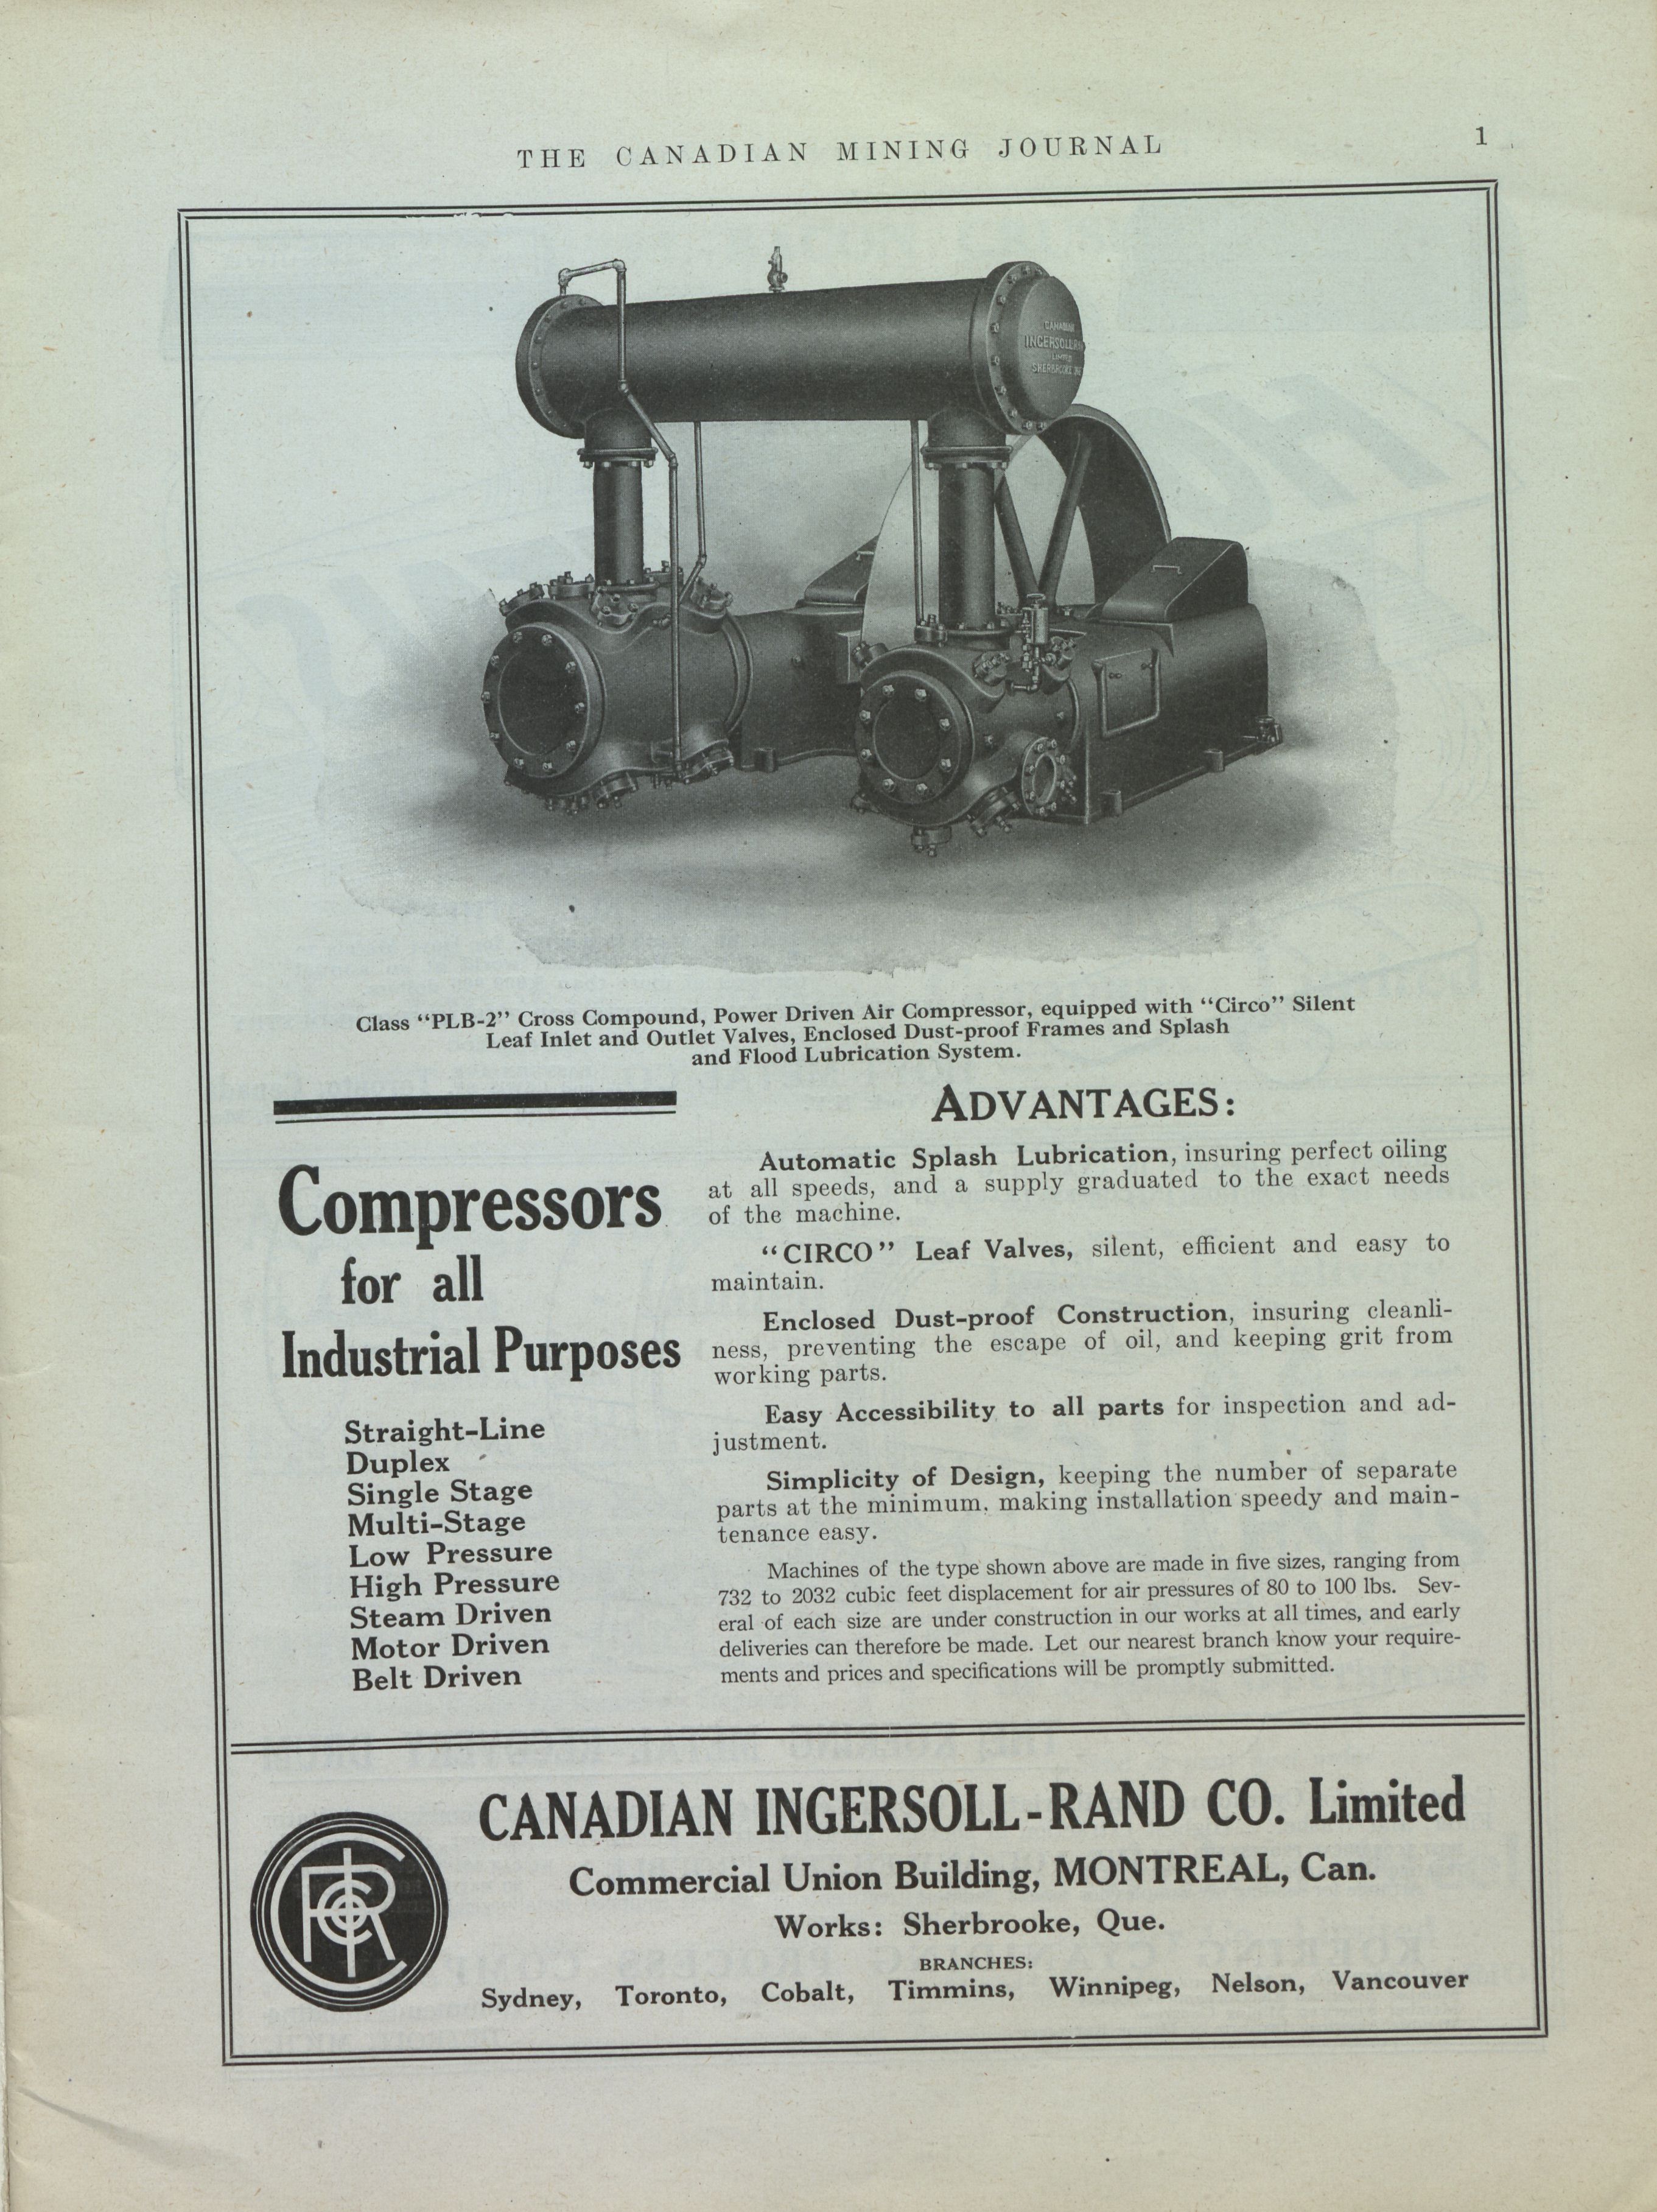 THE CANADIAN MINING JOURNAL
1
CANADIAN
INGERSOLL
LIMITED
SHERBROOKE
Class “PLB-2” Cross Compound, Power Driven Air Compressor, equipped with “Circo” Silent
Leaf Inlet and Outlet Valves, Enclosed Dust-proof Frames and Splash
and Flood Lubrication System.
Compressors
for all
Industrial Purposes
Straight-Line
Duplex
Single Stage
Multi-Stage
Low Pressure
High Pressure
Steam Driven
Motor Driven
Belt Driven
ADVANTAGES:
Automatic Splash Lubrication, insuring perfect oiling
at all speeds, and a supply graduated to the exact needs
of the machine.
“CIRCO” Leaf Valves, silent, efficient and easy to
maintain.
Enclosed Dust-proof Construction, insuring cleanli-
ness, preventing the escape of oil, and keeping grit from
working parts.
Easy Accessibility to all parts for inspection and ad-
justment.
Simplicity of Design, keeping the number of separate
parts at the minimum. making installation speedy and main-
tenance easy.
Machines of the type shown above are made in five sizes, ranging from
732 to 2032 cubic feet displacement for air pressures of 80 to 100 lbs. Sev-
eral of each size are under construction in our works at all times, and early
deliveries can therefore be made. Let our nearest branch know your require-
ments and prices and specifications will be promptly submitted.
CANADIAN INGERSOLL-RAND CO. Limited
Commercial Union Building, MONTREAL, Can.
Works: Sherbrooke, Que.
BRANCHES:
Sydney, Toronto, Cobalt, Timmins, Winnipeg, Nelson, Vancouver